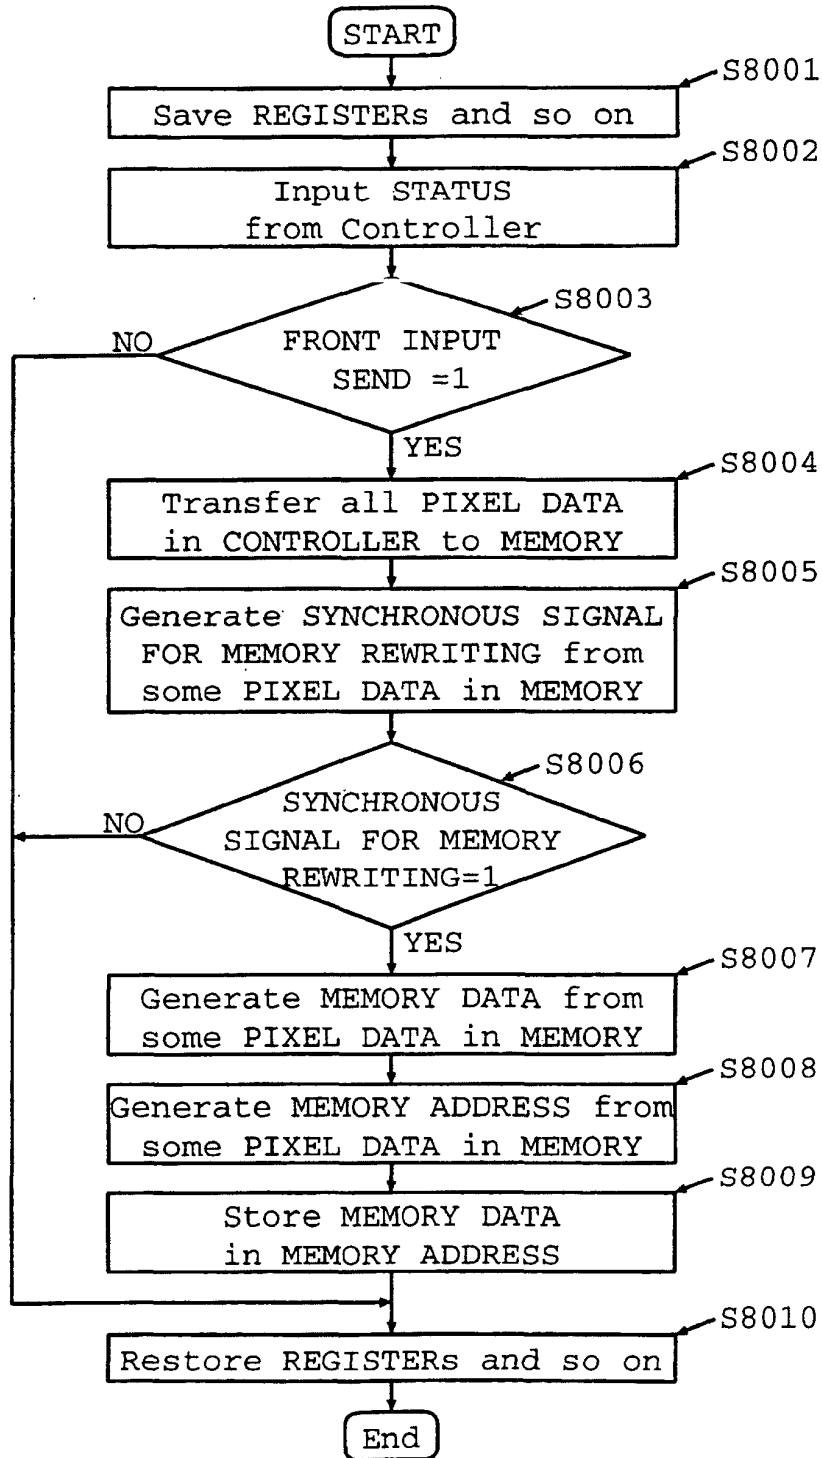 START
S8001
Save REGISTERs and so on
S8002
Input STATUS
from Controller
S8003
NO
FRONT INPUT
SEND =1
YES
S8004
Transfer all PIXEL DATA
in CONTROLLER to MEMORY
S8005
Generate SYNCHRONOUS SIGNAL
FOR MEMORY REWRITING from
some PIXEL DATA in MEMORY
S8006
NO
SYNCHRONOUS
SIGNAL FOR MEMORY
REWRITING=1
YES
S8007
Generate MEMORY DATA from
some PIXEL DATA in MEMORY
S8008
Generate MEMORY ADDRESS from
some PIXEL DATA in MEMORY
S8009
Store MEMORY DATA
in MEMORY ADDRESS
S8010
Restore REGISTERs and so on
End